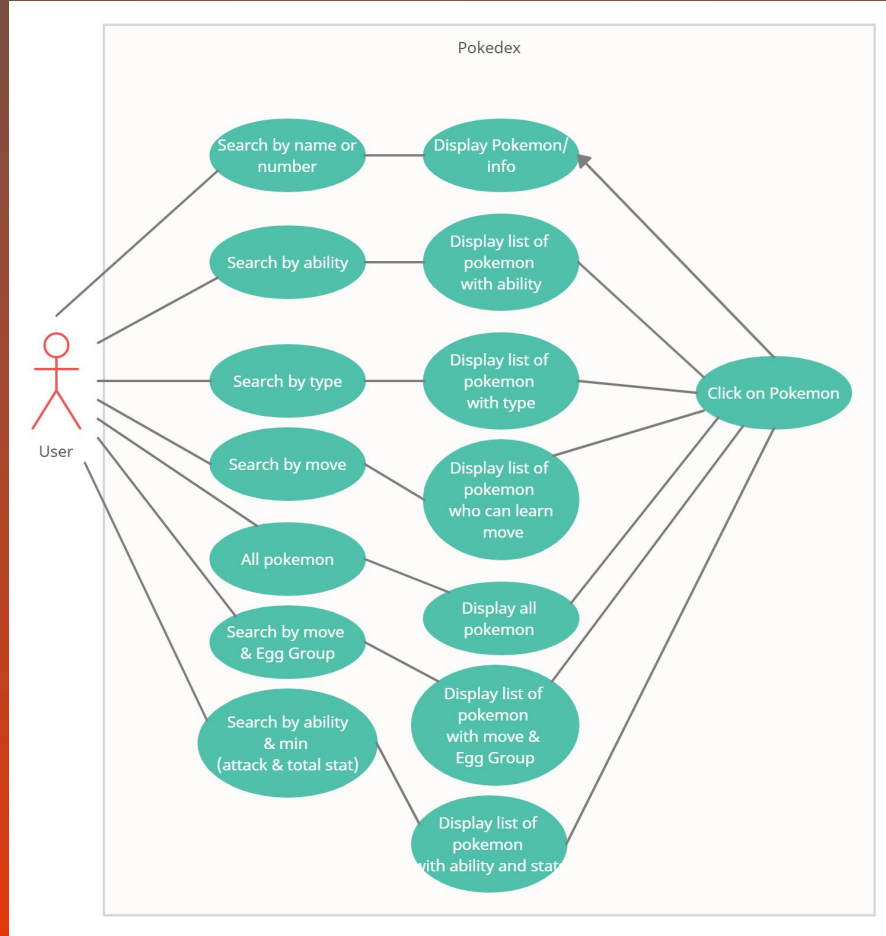 Pokedex
Search by name or
number
Display Pokemon/
info
Search by ability
Display list of
pokemon
with ability
Search by type
Display list of
pokemon
with type
Click on Pokemon
User
Search by move
Display list of
pokemon
who can learn
move
All pokemon
Display all
pokemon
Search by move
& Egg Group
Display list of
pokemon
with move &
Egg Group
Search by ability
& min
(attack & total stat)
Display list of
pokemon
with ability and stats